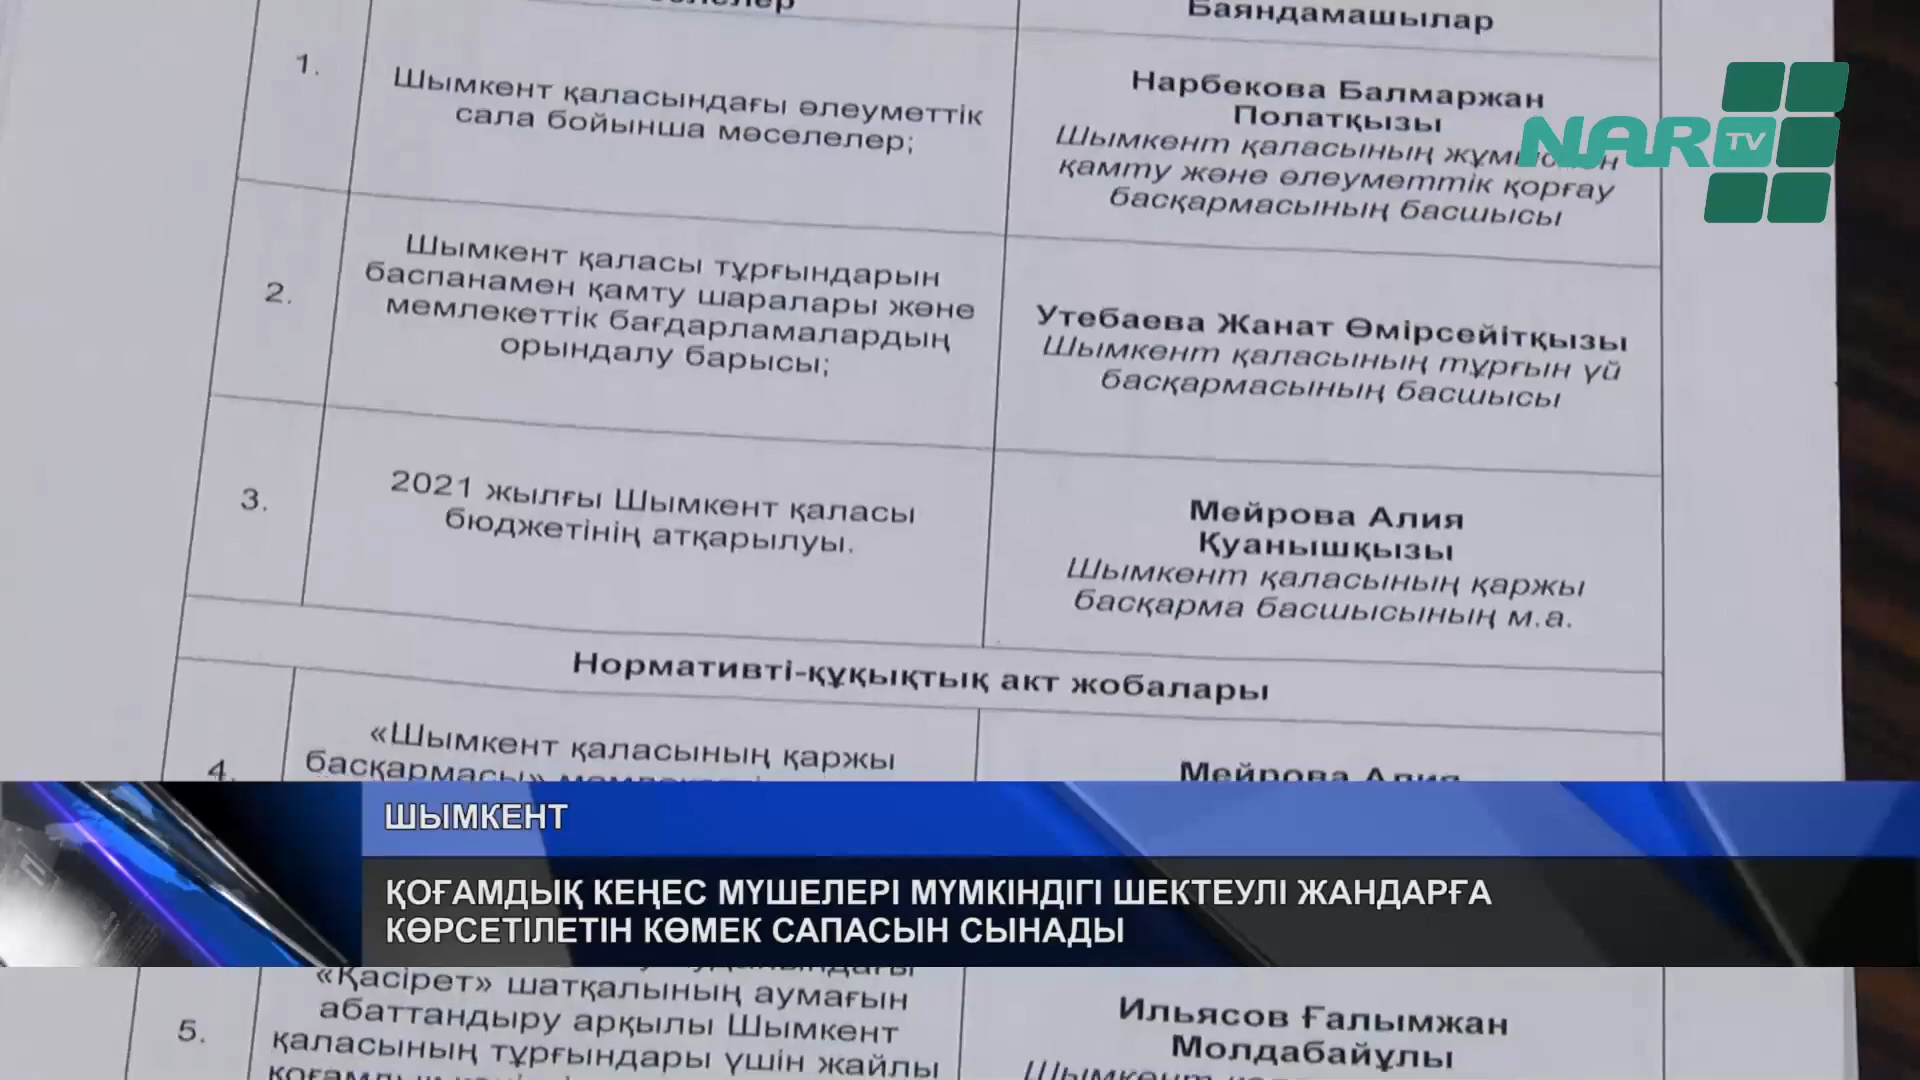 Баяндамашылар
1.
Шымкент қаласындағы әлеуметтік
сала бойынша мәселелер;
Нарбекова Балмаржан
Полатқызы
Шымкент қаласының
қамту және әлеуметтік қорғау
басқармасының басшысы
NAR TV
2.
Шымкент қаласы тұрғындарын
баспанамен қамту шаралары және
мемлекеттік бағдарламалардың
орындалу барысы;
Утебаева Жанат Өмірсейітқызы
Шымкент қаласының тұрғын үй
басқармасының басшысы
3.
2021 жылғы Шымкент қаласы
бюджетінің атқарылуы.
Мейрова Алия
Қуанышқызы
Шымкент қаласының қаржы
басқарма басшысының м.а.
Нормативті-құқықтық акт жобалары
4.
«Шымкент қаласының қаржы
басқармасы»
Мейрова Алия
ШЫМКЕНТ
ҚОҒАМДЫҚ КЕҢЕС МҮШЕЛЕРІ МҮМКІНДІГІ ШЕКТЕУЛІ ЖАНДАРҒА
КӨРСЕТІЛЕТІН КӨМЕК САПАСЫН СЫНАДЫ
5.
«Қасірет» шатқалының аумағын
абаттандыру арқылы Шымкент
қаласының тұрғындары үшін жайлы
Ильясов Ғалымжан
Молдабайұлы
Шымкент